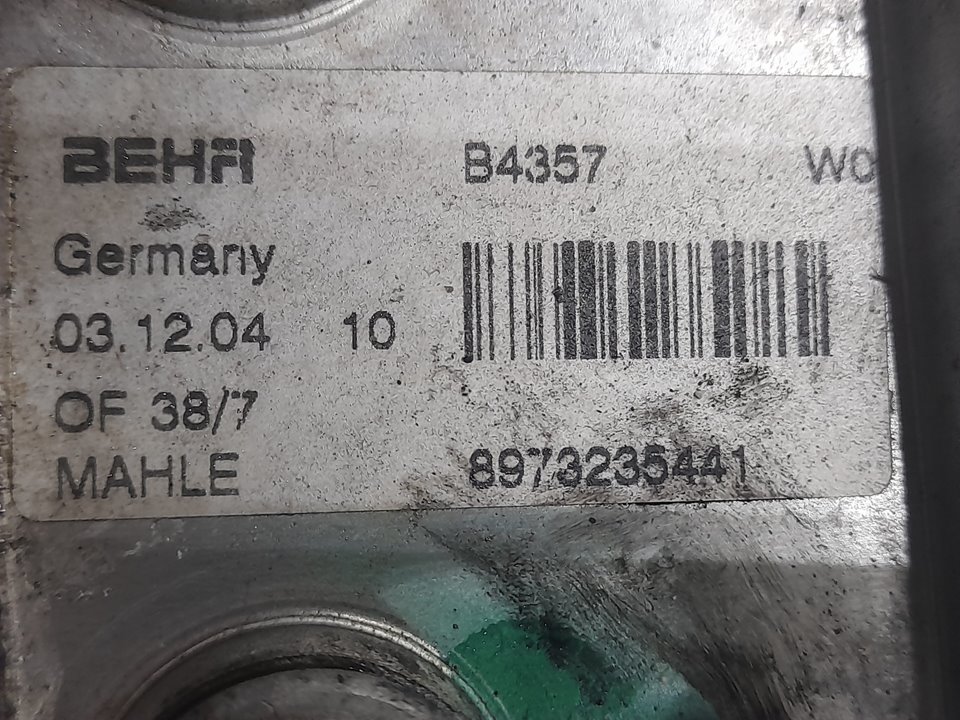 BEHR B4357
Germany
03.12.04 10
OF 38/7
MAHLE 8973235441